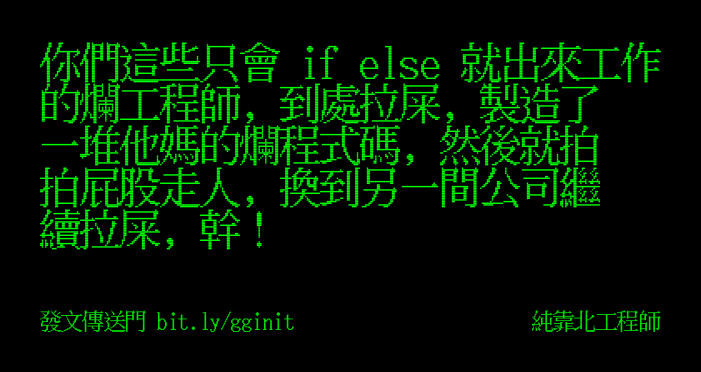 你們這些只會 if else 就出來工作
的爛工程師, 到處拉屎, 製造了
一堆他媽的爛程式碼, 然後就拍
拍屁股走人, 換到另一間公司繼
續拉屎, 幹！
發文傳送門 bit.ly/gginit
純靠北工程師